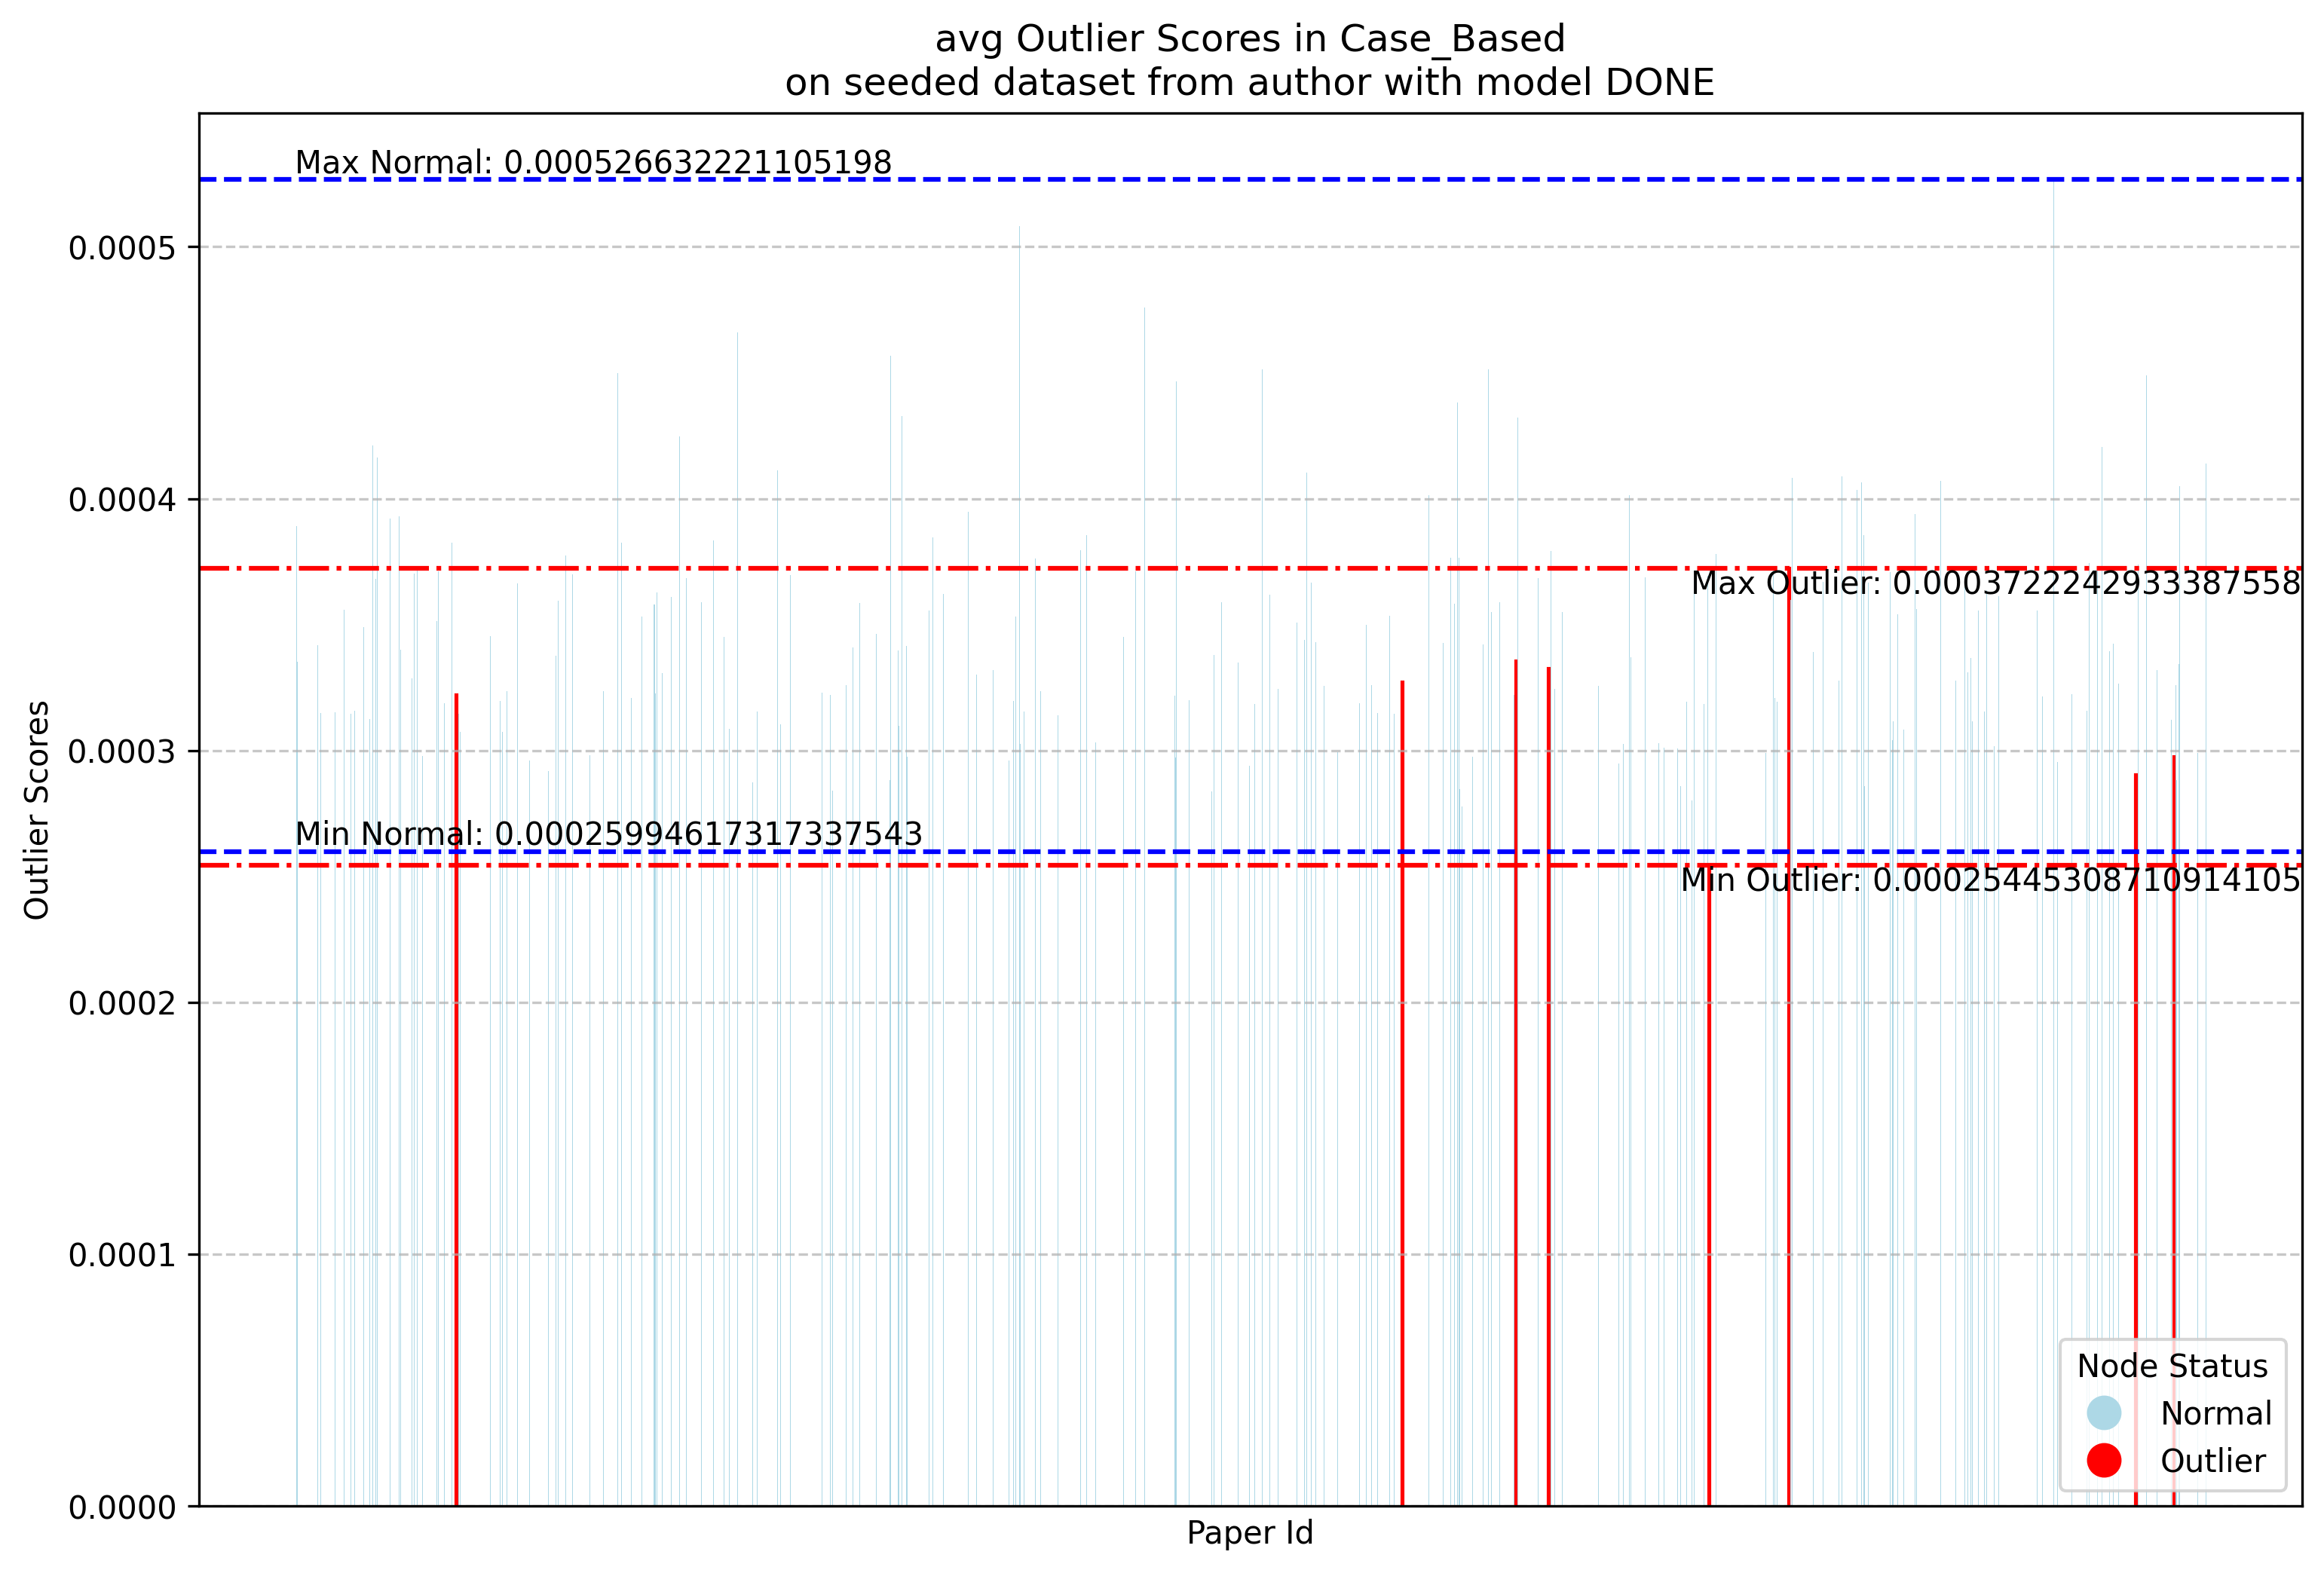 avg Outlier Scores in Case_Based
on seeded dataset from author with model DONE
Max Normal: 0.000526632221105198
0.0005
0.0004
Max Outlier: 0.0003722242933387558
0.0003
Min Normal: 0.00025994617317337543
Min Outlier: 0.0002544530871091410​5
0.0002
0.0001
0.0000
Outlier Scores
Paper Id
Node Status
Normal
Outlier